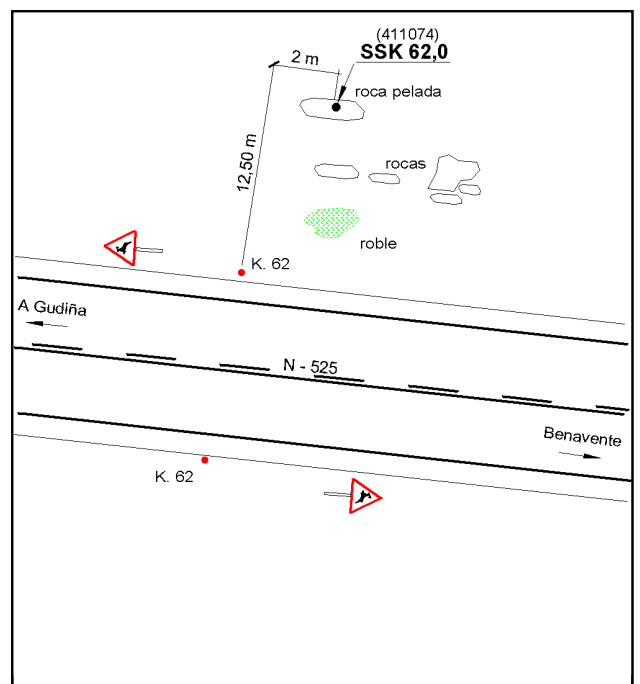 (411074)
SSK 62,0
2 m
roca pelada
12,50 m
rocas
roble
K. 62
A Gudiña
N - 525
Benavente
K. 62